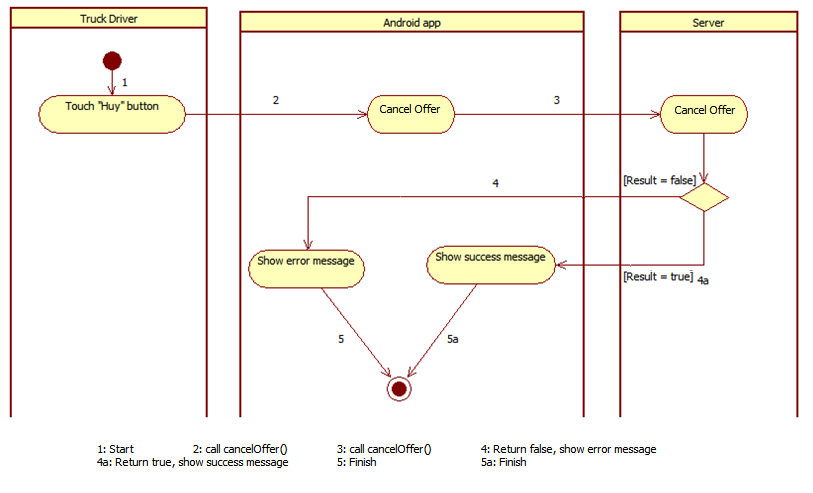 Truck Driver
Android app
Server
1
Touch "Huy" button
2
Cancel Offer
3
Cancel Offer
[Result = false]
4
Show error message
Show success message
[Result = true]
4a
5
5a
1: Start 2: call cancelOffer() 3: call cancelOffer() 4: Return false, show error message
4a: Return true, show success message 5: Finish 5a: Finish